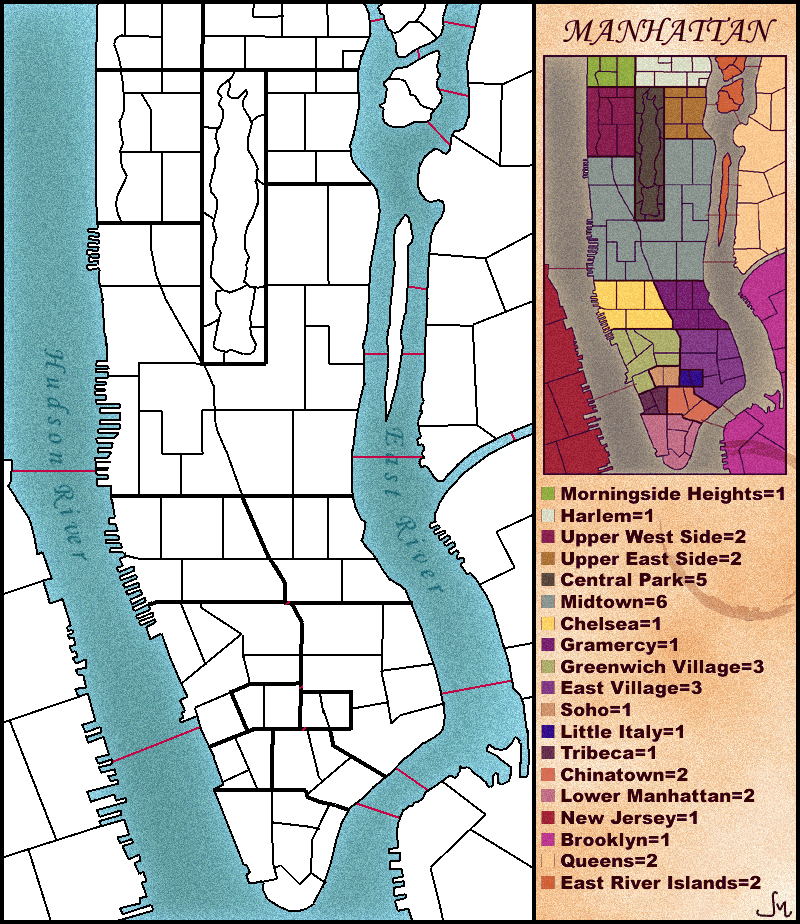 MANHATTAN
Hudson River
East River
Morningside Heights=1
Harlem=1
Upper West Side=2
Upper East Side=2
Central Park=5
Midtown=6
Chelsea=1
Gramercy=1
Greenwich Village=3
East Village=3
Soho=1
Little Italy=1
Tribeca=1
Chinatown=2
Lower Manhattan=2
New Jersey=1
Brooklyn=1
Queens=2
East River Islands=2